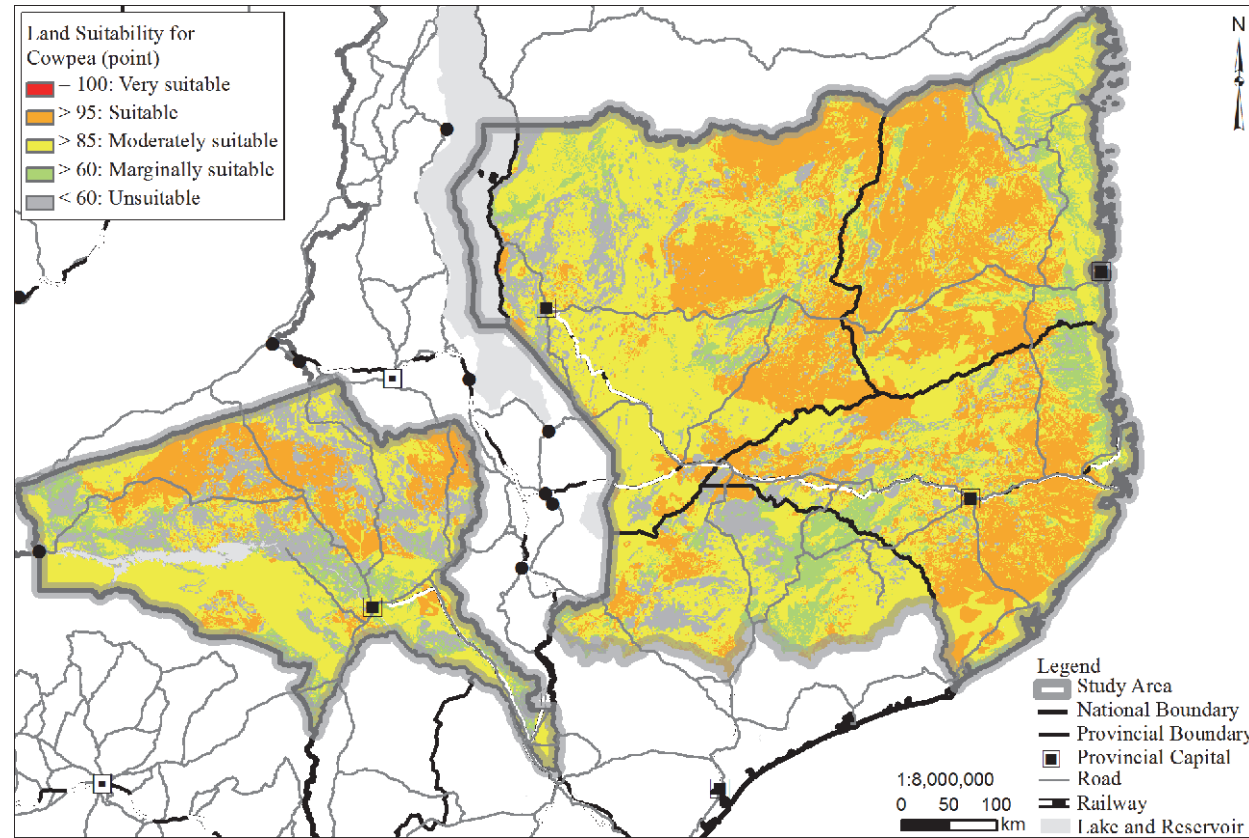 Land Suitability for
Cowpea (point)
– 100: Very suitable
> 95: Suitable
> 85: Moderately suitable
> 60: Marginally suitable
< 60: Unsuitable
N
Legend
Study Area
National Boundary
Provincial Boundary
Provincial Capital
Road
Railway
Lake and Reservoir
1:8,000,000
0 50 100
km